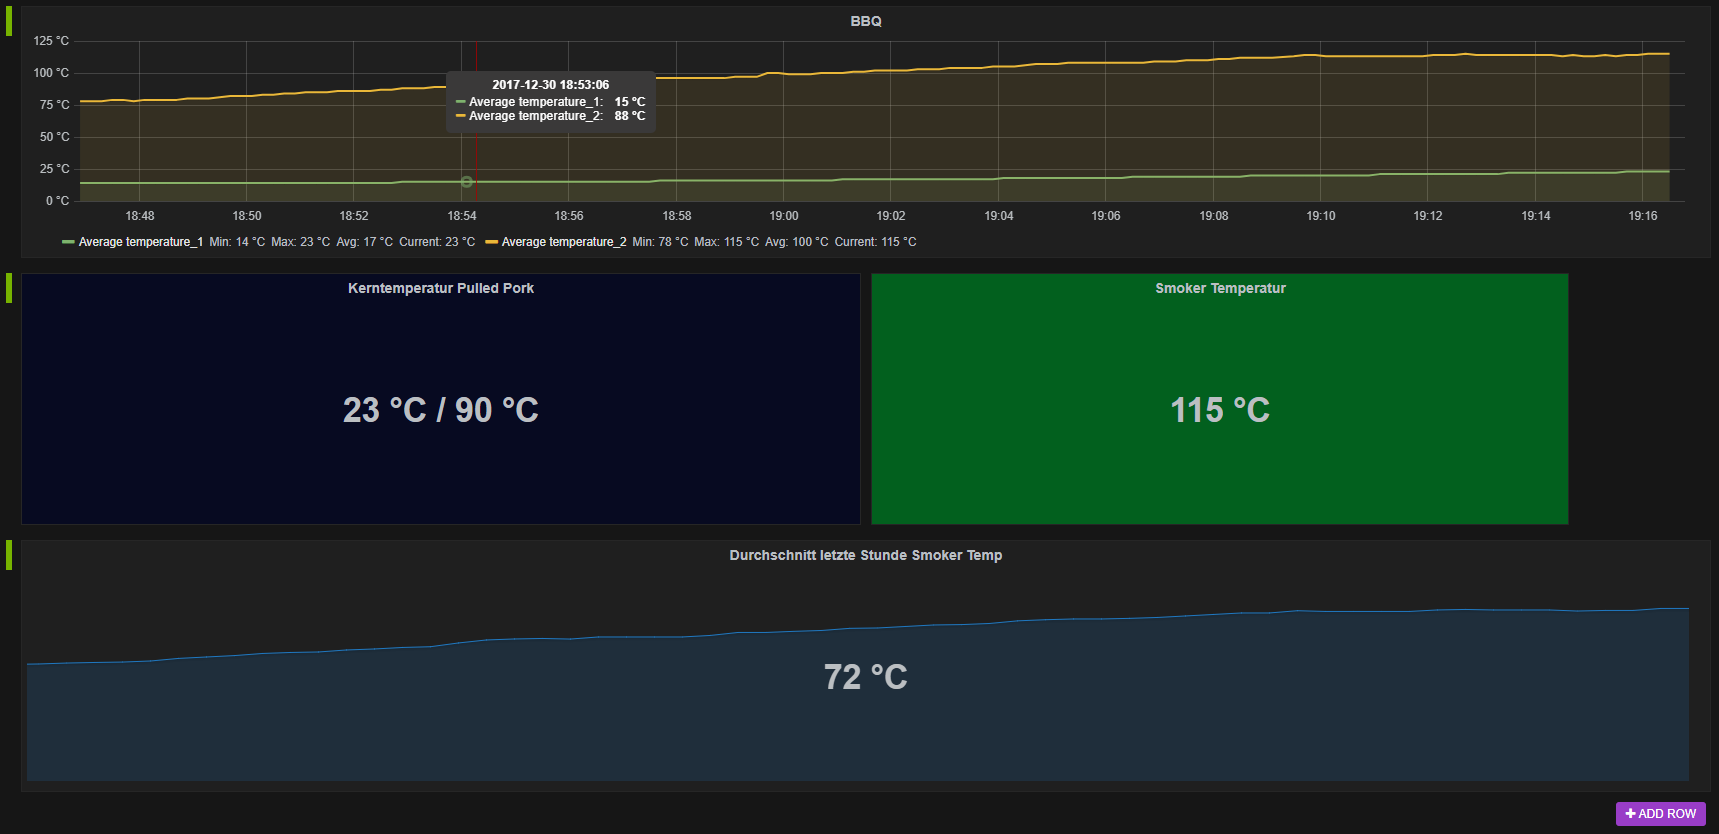 BBQ
125 °C
100 °C
75 °C
50 °C
25 °C
0 °C
2017-12-30 18:53:06
Average temperature_1: 15 °C
Average temperature_2: 88 °C
18:48 18:50 18:52 18:54 18:56 18:58 19:00 19:02 19:04 19:06 19:08 19:10 19:12 19:14 19:16
Average temperature_1 Min: 14 °C Max: 23 °C Avg: 17 °C Current: 23 °C Average temperature_2 Min: 78 °C Max: 115 °C Avg: 100 °C Current: 115 °C
Kerntemperatur Pulled Pork
23 °C / 90 °C
Smoker Temperatur
115 °C
Durchschnitt letzte Stunde Smoker Temp
72 °C
+ ADD ROW